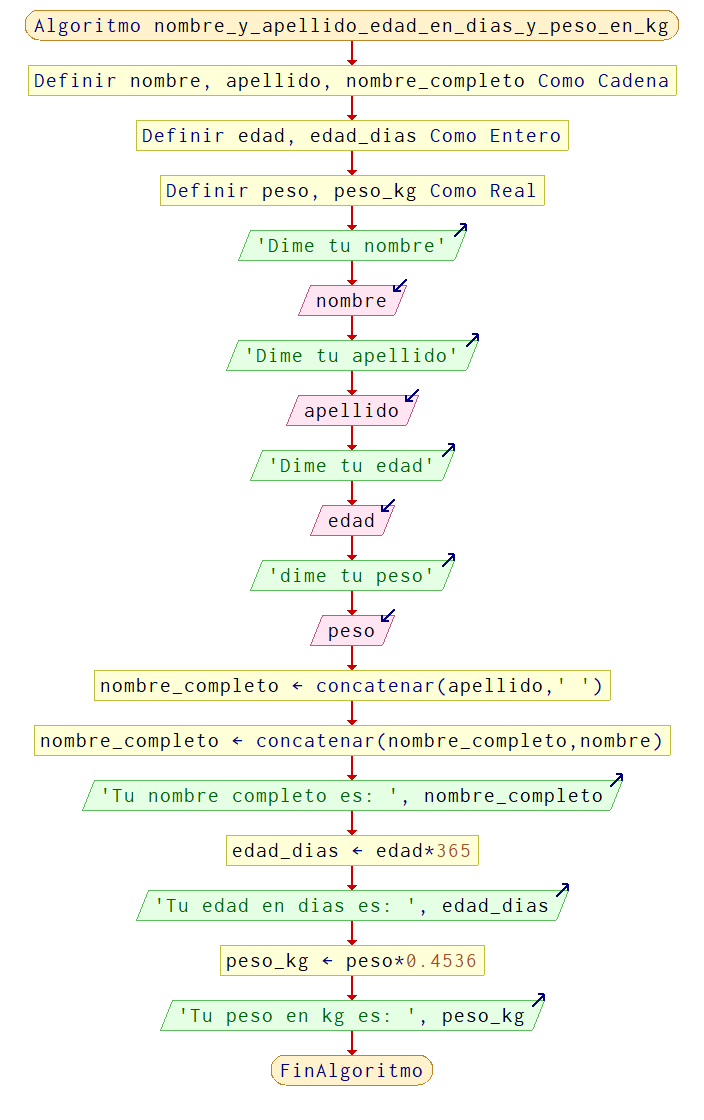 Algoritmo nombre_y_apellido_edad_en_dias_y_peso_en_kg
Definir nombre, apellido, nombre_completo Como Cadena
Definir edad, edad_dias Como Entero
Definir peso, peso_kg Como Real
'Dime tu nombre'
nombre
'Dime tu apellido'
apellido
'Dime tu edad'
edad
'dime tu peso'
peso
nombre_completo ← concatenar(apellido,' ')
nombre_completo ← concatenar(nombre_completo,nombre)
'Tu nombre completo es: ', nombre_completo
edad_dias ← edad*365
'Tu edad en dias es: ', edad_dias
peso_kg ← peso*0.4536
'Tu peso en kg es: ', peso_kg
FinAlgoritmo